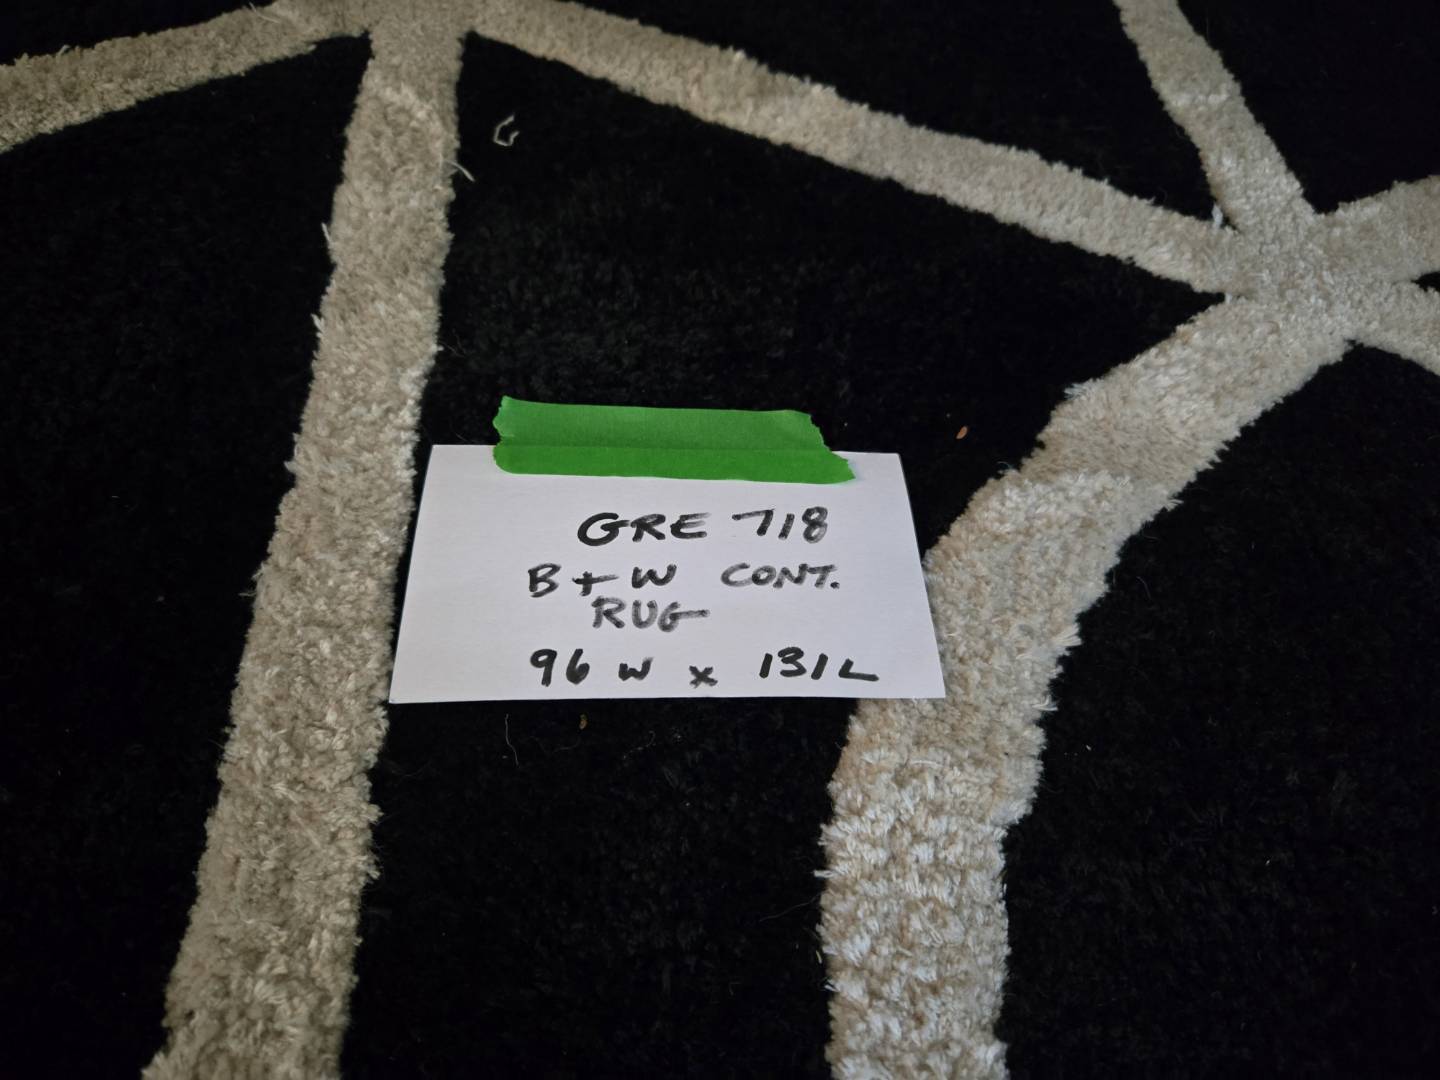 GRE 718
B + W CONT.
RUG
96 W x 131 L